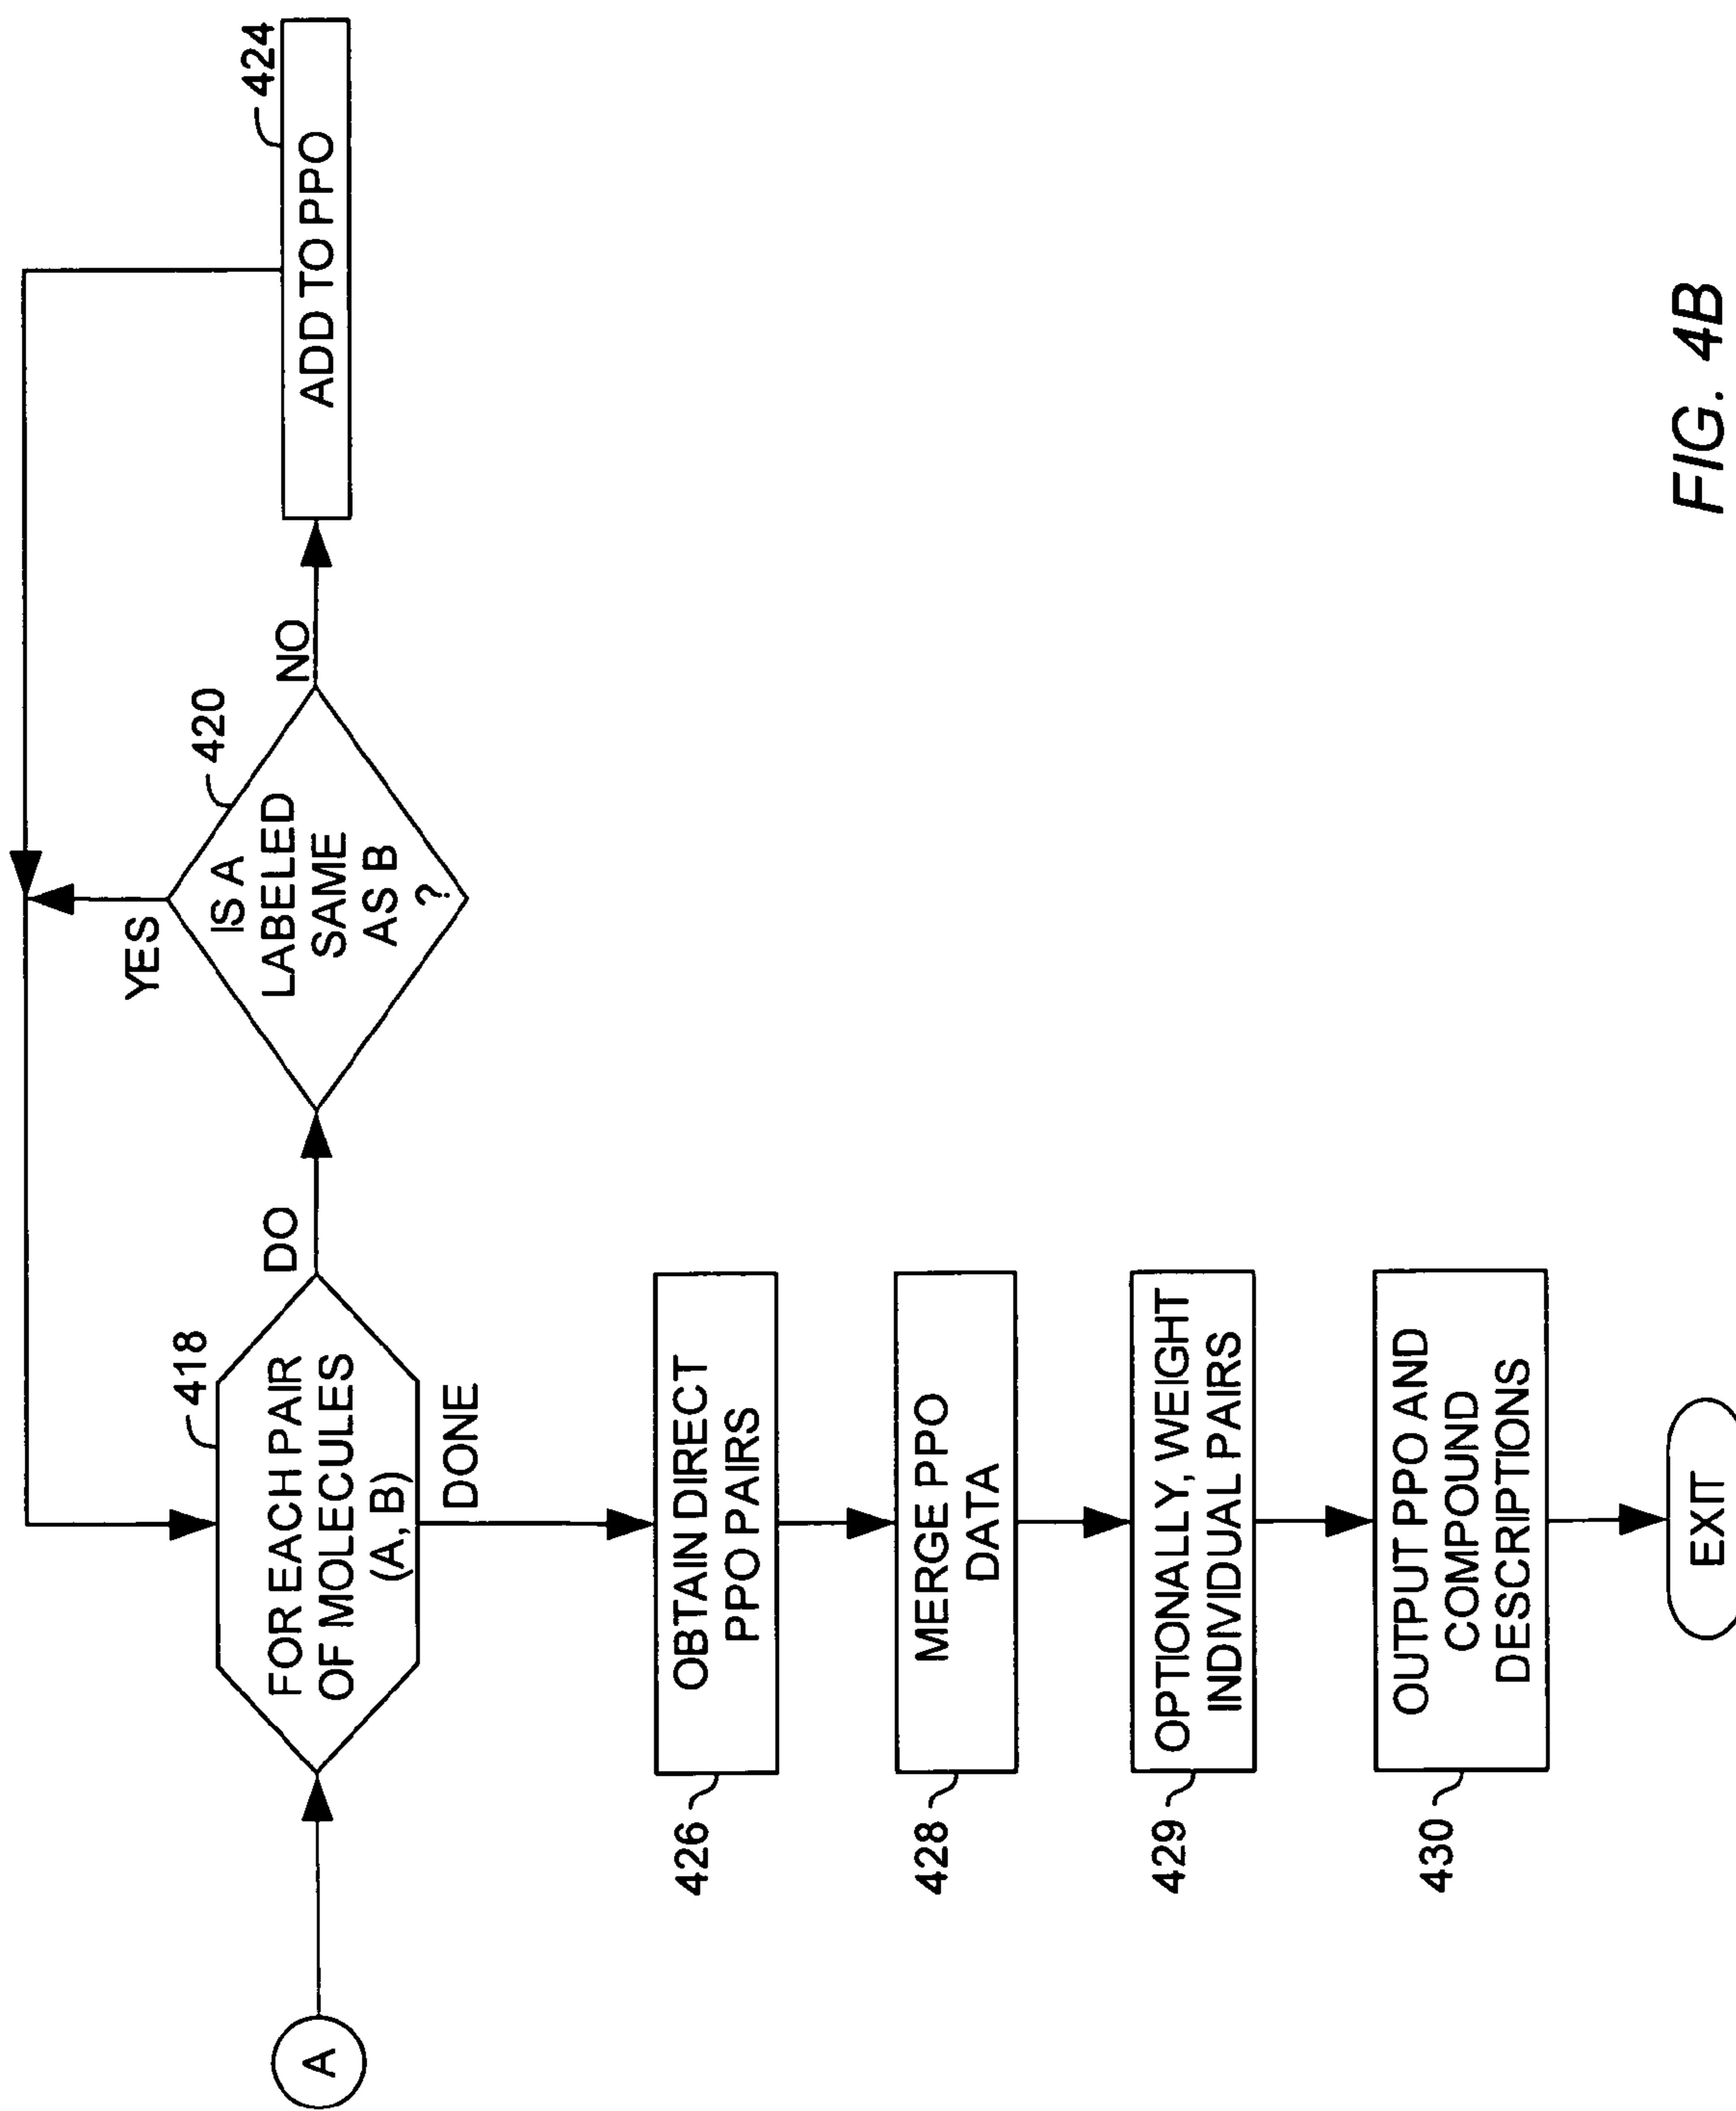 A
418
FOR EACH PAIR
OF MOLECULES
(A, B)
DO
DONE
420
YES
IS A
LABELED
SAME
AS B
?
NO
424
ADD TO PPO
426
OBTAIN DIRECT
PPO PAIRS
428
MERGE PPO
DATA
429
OPTIONALLY, WEIGHT
INDIVIDUAL PAIRS
430
OUTPUT PPO AND
COMPOUND
DESCRIPTIONS
EXIT
FIG. 4B